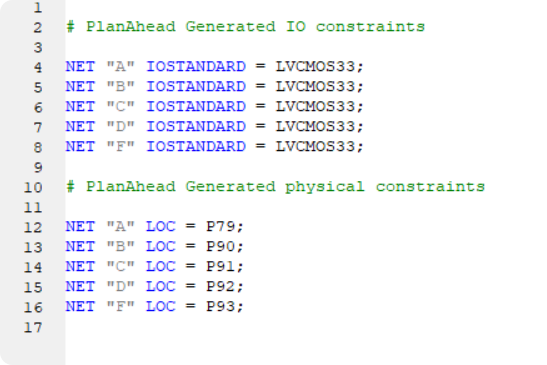 1
2 # PlanAhead Generated IO constraints
3
4 NET "A" IOSTANDARD = LVCMOS33;
5 NET "B" IOSTANDARD = LVCMOS33;
6 NET "C" IOSTANDARD = LVCMOS33;
7 NET "D" IOSTANDARD = LVCMOS33;
8 NET "F" IOSTANDARD = LVCMOS33;
9
10 # PlanAhead Generated physical constraints
11
12 NET "A" LOC = P79;
13 NET "B" LOC = P90;
14 NET "C" LOC = P91;
15 NET "D" LOC = P92;
16 NET "F" LOC = P93;
17